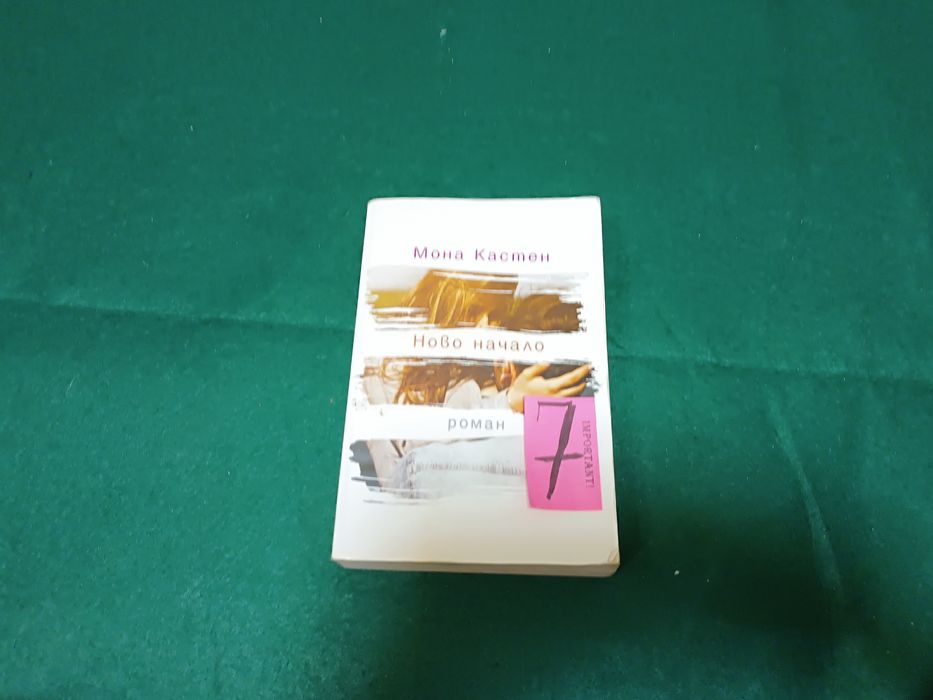 Мона Кастен
Ново начало
роман
7
IMPORTANT!